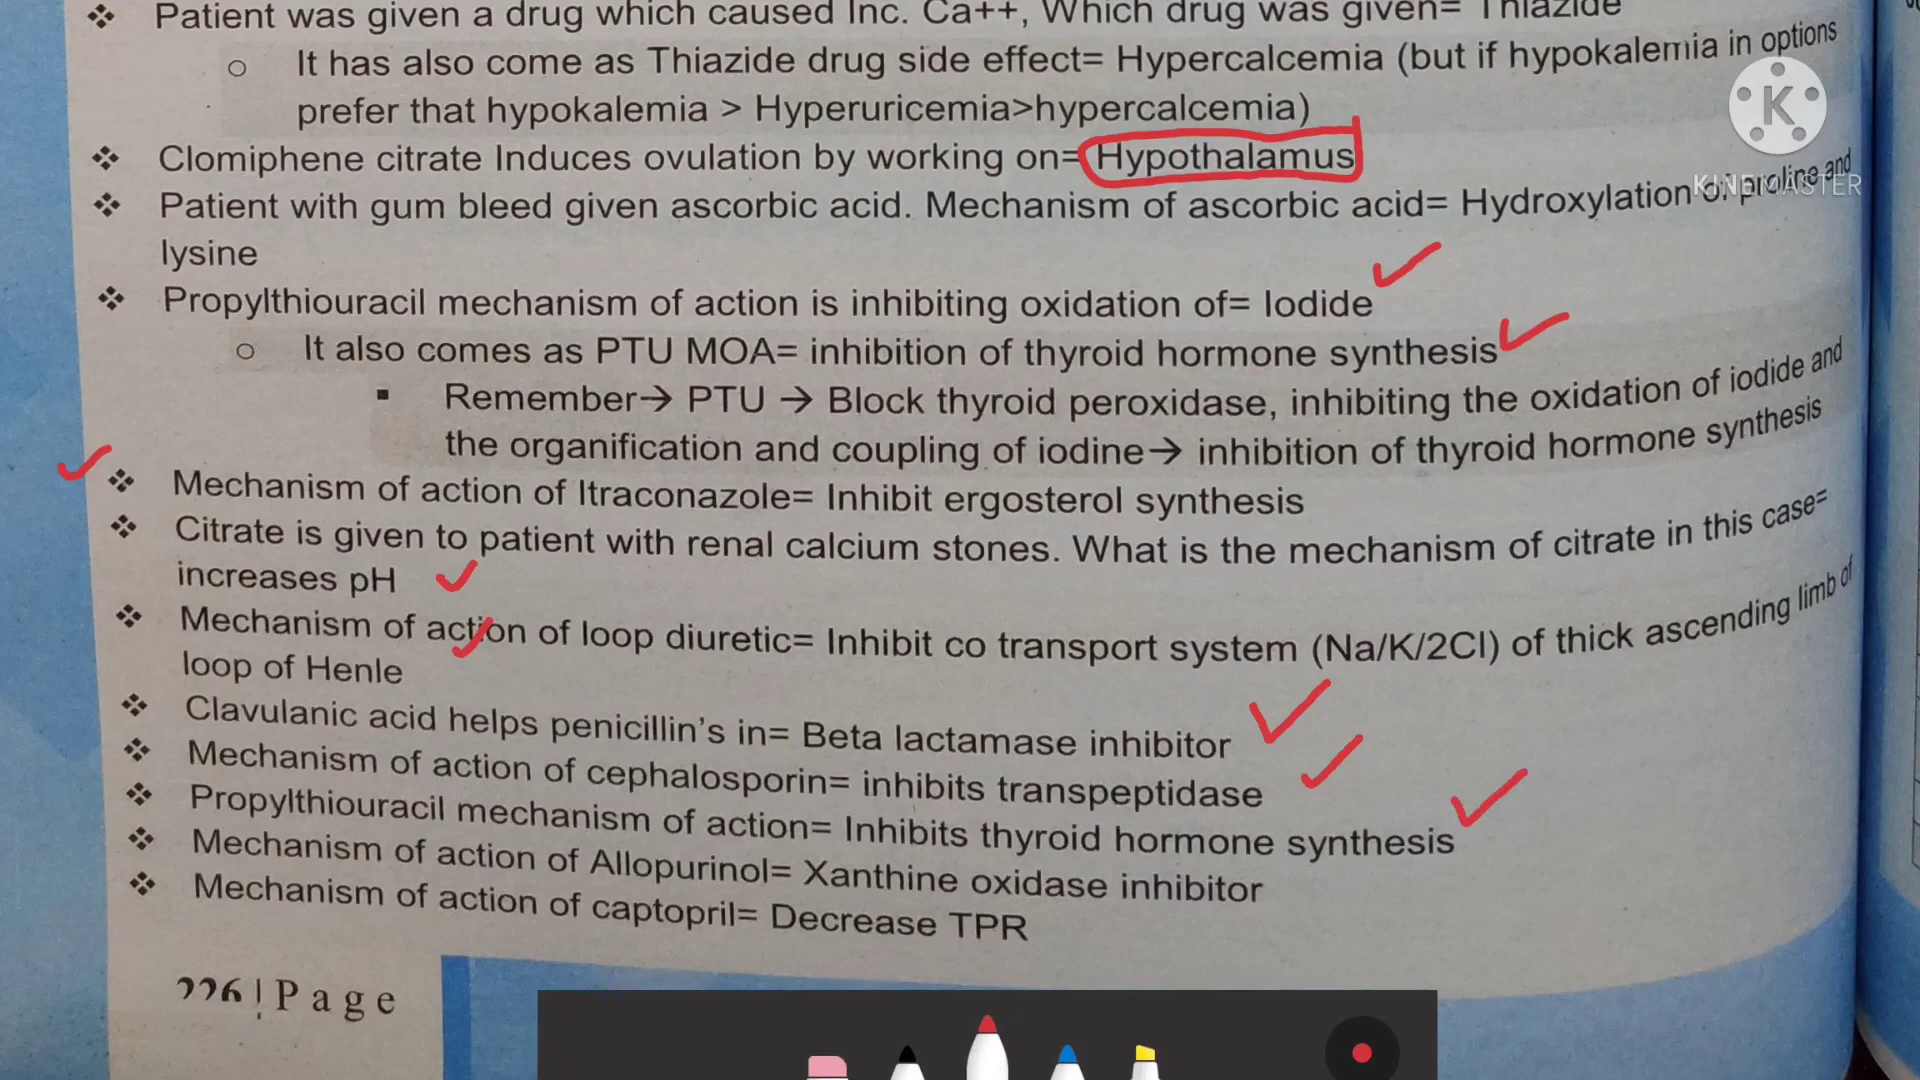 ❖ Patient was given a drug which caused Inc. Ca++, Which drug was given= Thiazide
o It has also come as Thiazide drug side effect= Hypercalcemia (but if hypokalemia in options
prefer that hypokalemia > Hyperuricemia>hypercalcemia)
K
❖ Clomiphene citrate Induces ovulation by working on= Hypothalamus
KINEMASTER
❖ Patient with gum bleed given ascorbic acid. Mechanism of ascorbic acid= Hydroxylation of proline and
lysine
❖ Propylthiouracil mechanism of action is inhibiting oxidation of= Iodide
o It also comes as PTU MOA= inhibition of thyroid hormone synthesis
▪ Remember→ PTU → Block thyroid peroxidase, inhibiting the oxidation of iodide and
the organification and coupling of iodine→ inhibition of thyroid hormone synthesis
❖ Mechanism of action of Itraconazole= Inhibit ergosterol synthesis
❖ Citrate is given to patient with renal calcium stones. What is the mechanism of citrate in this case=
increases pH
❖ Mechanism of action of loop diuretic= Inhibit co transport system (Na/K/2Cl) of thick ascending limb of
loop of Henle
❖ Clavulanic acid helps penicillin's in= Beta lactamase inhibitor
❖ Mechanism of action of cephalosporin= inhibits transpeptidase
❖ Propylthiouracil mechanism of action= Inhibits thyroid hormone synthesis
❖ Mechanism of action of Allopurinol= Xanthine oxidase inhibitor
❖ Mechanism of action of captopril= Decrease TPR
226 | Page